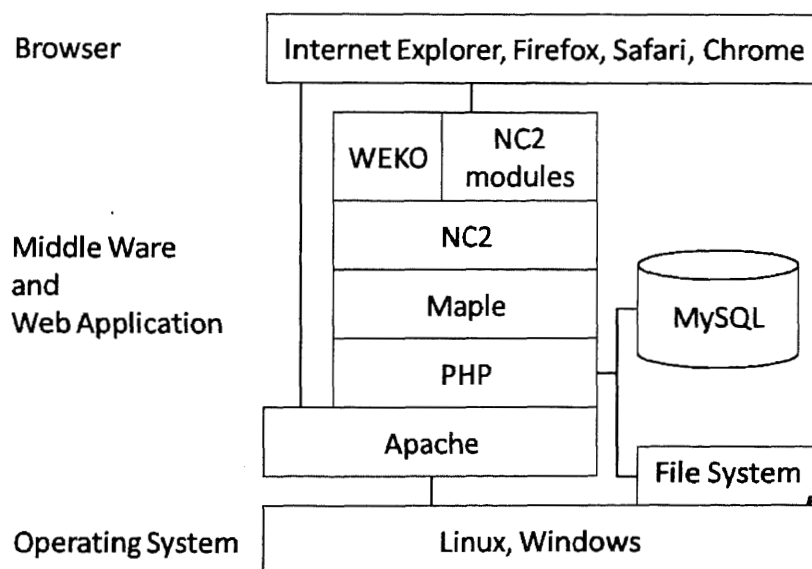 Browser
Internet Explorer, Firefox, Safari, Chrome
WEKO
NC2
modules
NC2
Middle Ware
and
Web Application
Maple
MySQL
PHP
Apache
File System
Operating System
Linux, Windows